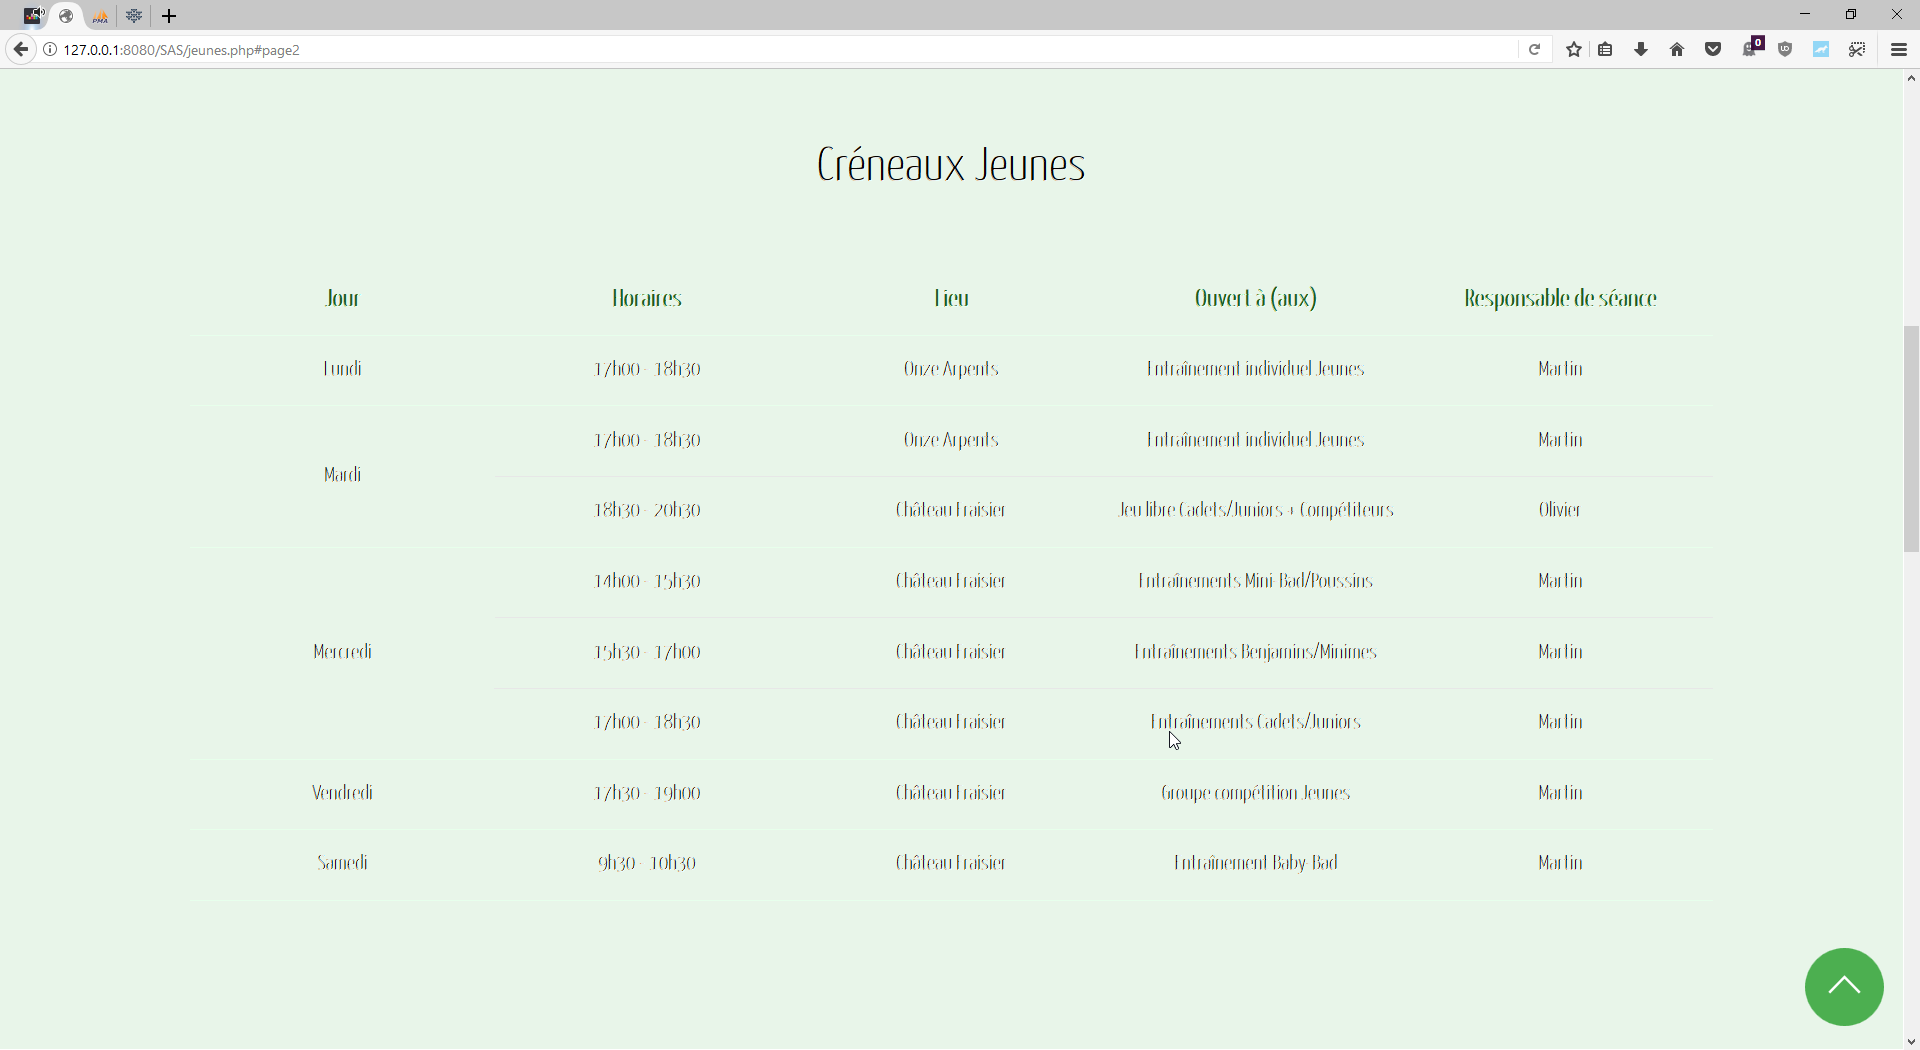 PMA
127.0.0.1:8080/SAS/jeunes.php#page2
0
Créneaux Jeunes
Jour Horaires Lieu Ouvert à (aux) Responsable de séance
Lundi 17h00 - 18h30 Onze Arpents Entraînement individuel Jeunes Martin
Mardi 17h00 - 18h30 Onze Arpents Entraînement individuel Jeunes Martin
18h30 - 20h30 Château Fraisier Jeu libre Cadets/Juniors + Compétiteurs Olivier
Mercredi 14h00 - 15h30 Château Fraisier Entraînements Mini-Bad/Poussins Martin
15h30 - 17h00 Château Fraisier Entraînements Benjamins/Minimes Martin
17h00 - 18h30 Château Fraisier Entraînements Cadets/Juniors Martin
Vendredi 17h30 - 19h00 Château Fraisier Groupe compétition Jeunes Martin
Samedi 9h30 - 10h30 Château Fraisier Entraînement Baby-Bad Martin